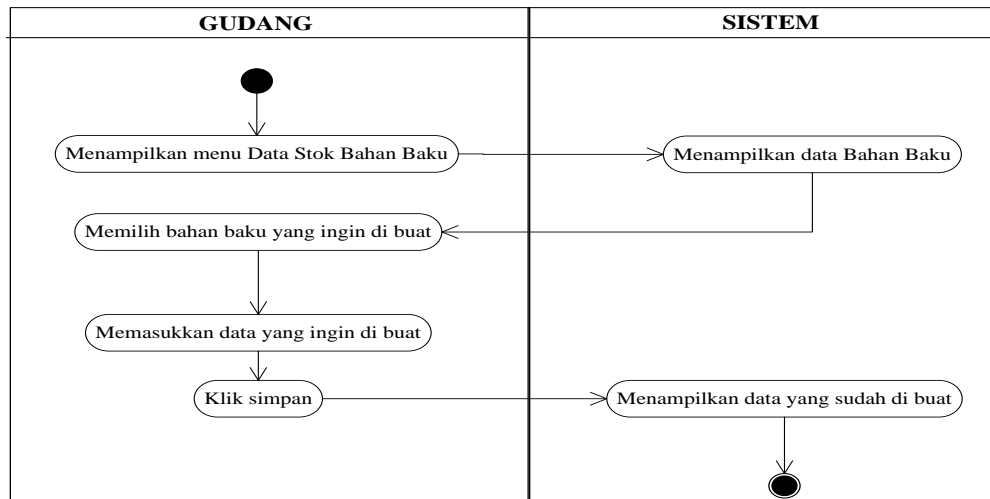 GUDANG
SISTEM
Menampilkan menu Data Stok Bahan Baku
Menampilkan data Bahan Baku
Memilih bahan baku yang ingin di buat
Memasukkan data yang ingin di buat
Klik simpan
Menampilkan data yang sudah di buat